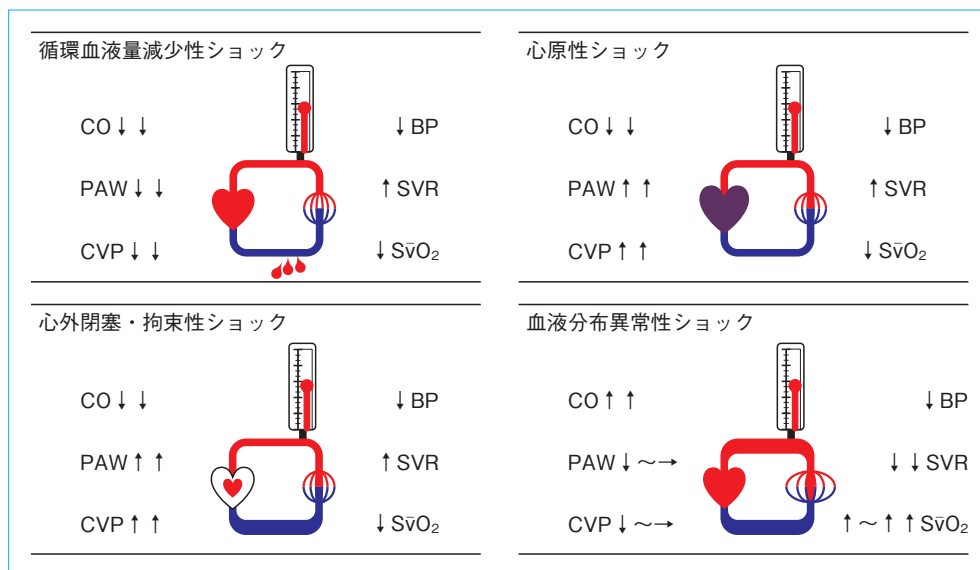 循環血液量減少性ショック
CO↓↓ ↓BP
PAW↓↓ ↑SVR
CVP↓↓ ↓Sv̄O₂
心原性ショック
CO↓↓ ↓BP
PAW↑↑ ↑SVR
CVP↑↑ ↓Sv̄O₂
心外閉塞・拘束性ショック
CO↓↓ ↓BP
PAW↑↑ ↑SVR
CVP↑↑ ↓Sv̄O₂
血液分布異常性ショック
CO↑↑ ↓BP
PAW↓〜→ ↓↓SVR
CVP↓〜→ ↑〜↑↑Sv̄O₂